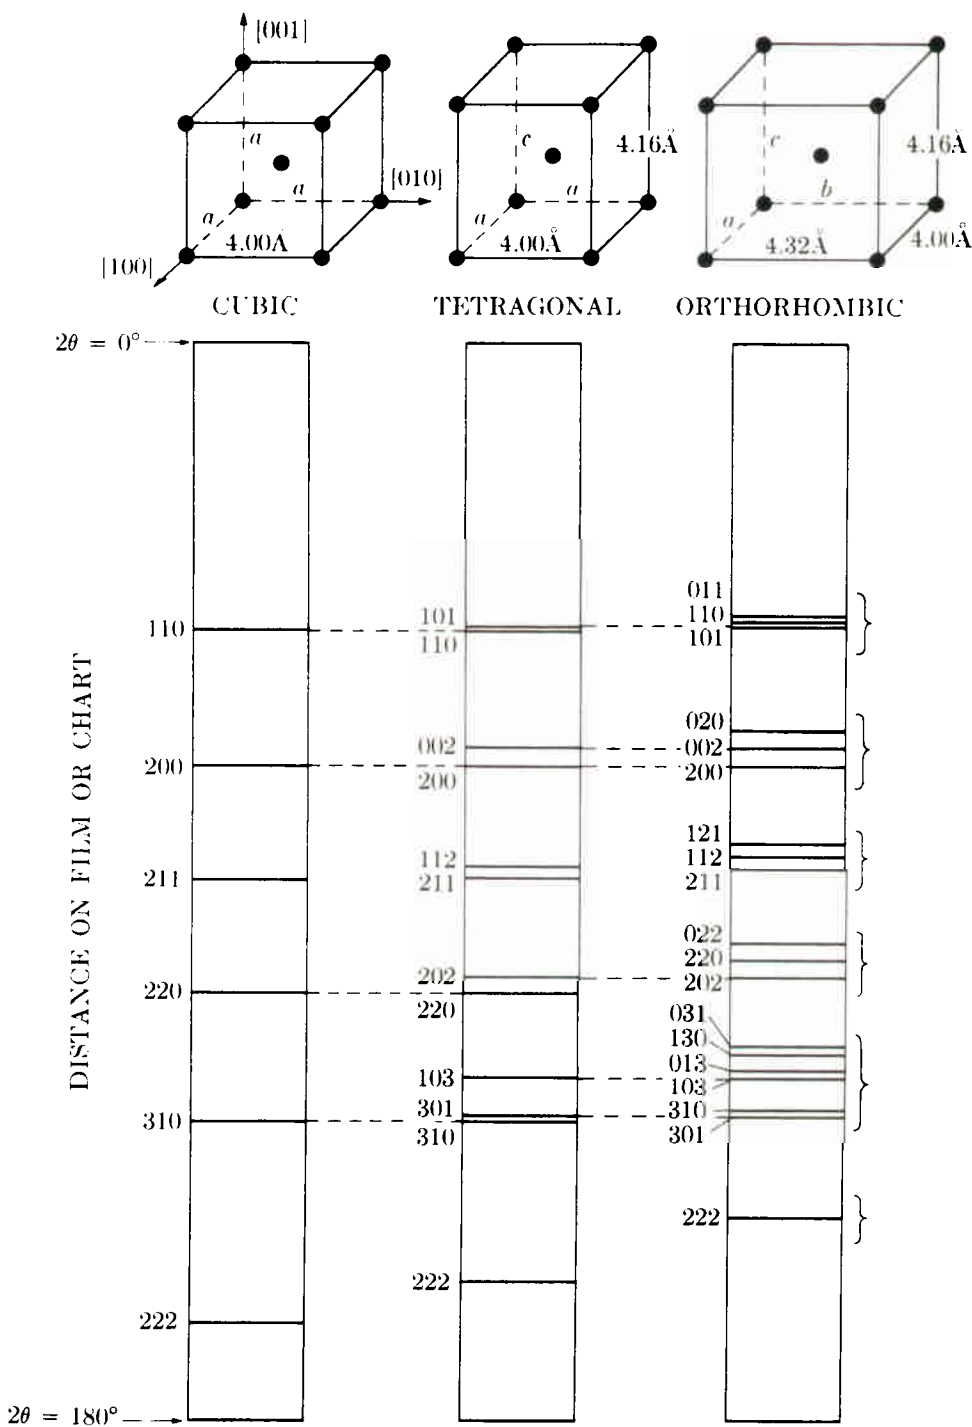 [001]
a
a
a
[010]
4.00Å
[100]
CUBIC
c
a
a
4.16Å
4.00Å
TETRAGONAL
c
b
a
4.16Å
4.32Å
4.00Å
ORTHORHOMBIC
2θ = 0°
DISTANCE ON FILM OR CHART
110
200
211
220
310
222
2θ = 180°
101
110
002
200
112
211
202
220
103
301
310
222
011
110
101
020
002
200
121
112
211
022
220
202
031
130
013
103
310
301
222